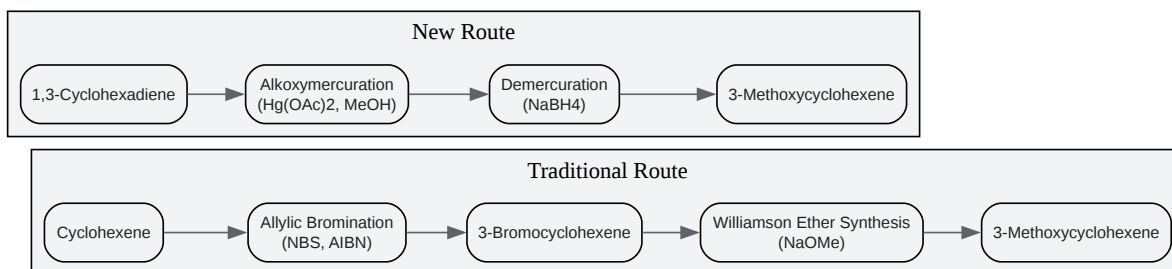 New Route
1,3-Cyclohexadiene
Alkoxymercuration
(Hg(OAc)2, MeOH)
Demercuration
(NaBH4)
3-Methoxycyclohexene
Traditional Route
Cyclohexene
Allylic Bromination
(NBS, AIBN)
3-Bromocyclohexene
Williamson Ether Synthesis
(NaOMe)
3-Methoxycyclohexene